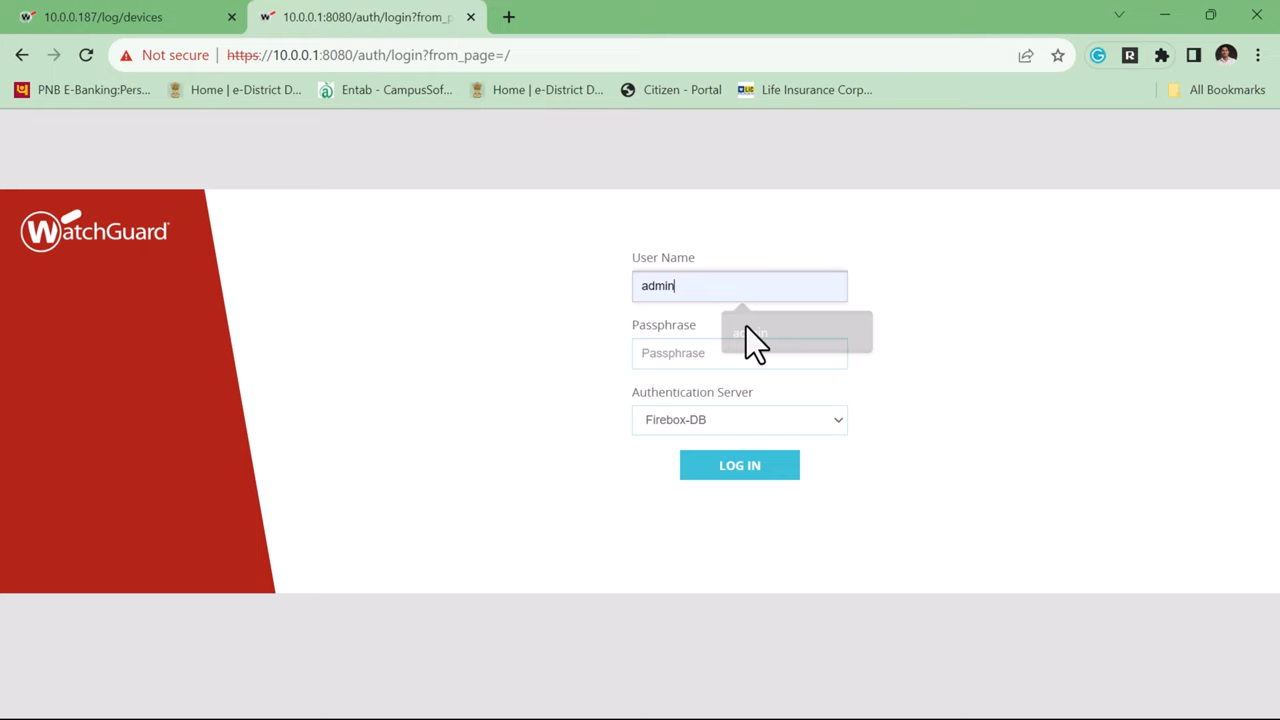 10.0.0.187/log/devices
10.0.0.1:8080/auth/login?from_p
Not secure
https://10.0.0.1:8080/auth/login?from_page=/
PNB E-Banking:Pers...
Home | e-District D...
Entab - CampusSof...
Home | e-District D...
Citizen - Portal
Life Insurance Corp...
All Bookmarks
WatchGuard
User Name
admin
Passphrase
admin
Passphrase
Authentication Server
Firebox-DB
LOG IN